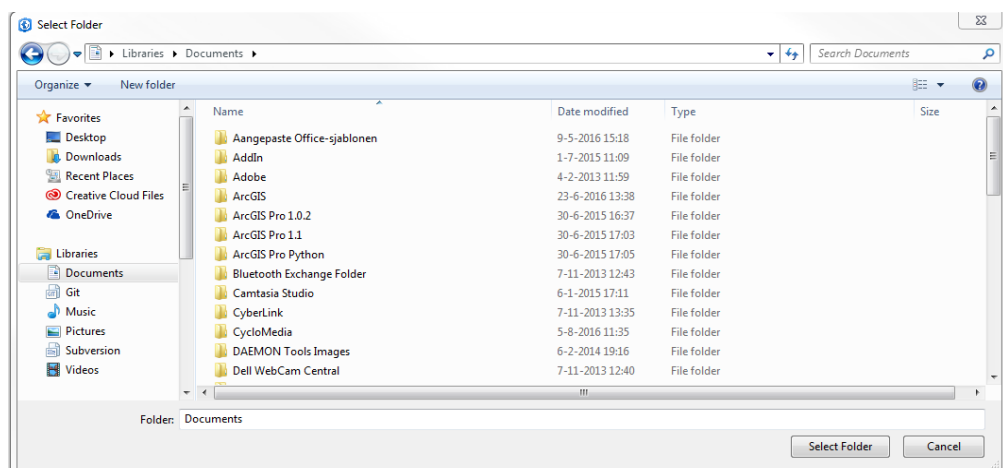 Select Folder
Libraries Documents
Search Documents
Organize New folder
Name Date modified Type Size
Favorites
Desktop
Downloads
Recent Places
Creative Cloud Files
OneDrive
Libraries
Documents
Git
Music
Pictures
Subversion
Videos
Aangepaste Office-sjablonen 9-5-2016 15:18 File folder
AddIn 1-7-2015 11:09 File folder
Adobe 4-2-2013 11:59 File folder
ArcGIS 23-6-2016 13:38 File folder
ArcGIS Pro 1.0.2 30-6-2015 16:37 File folder
ArcGIS Pro 1.1 30-6-2015 17:03 File folder
ArcGIS Pro Python 30-6-2015 17:05 File folder
Bluetooth Exchange Folder 7-11-2013 12:43 File folder
Camtasia Studio 6-1-2015 17:11 File folder
CyberLink 7-11-2013 13:35 File folder
CycloMedia 5-8-2016 11:35 File folder
DAEMON Tools Images 6-2-2014 19:16 File folder
Dell WebCam Central 7-11-2013 12:40 File folder
Folder: Documents
Select Folder Cancel